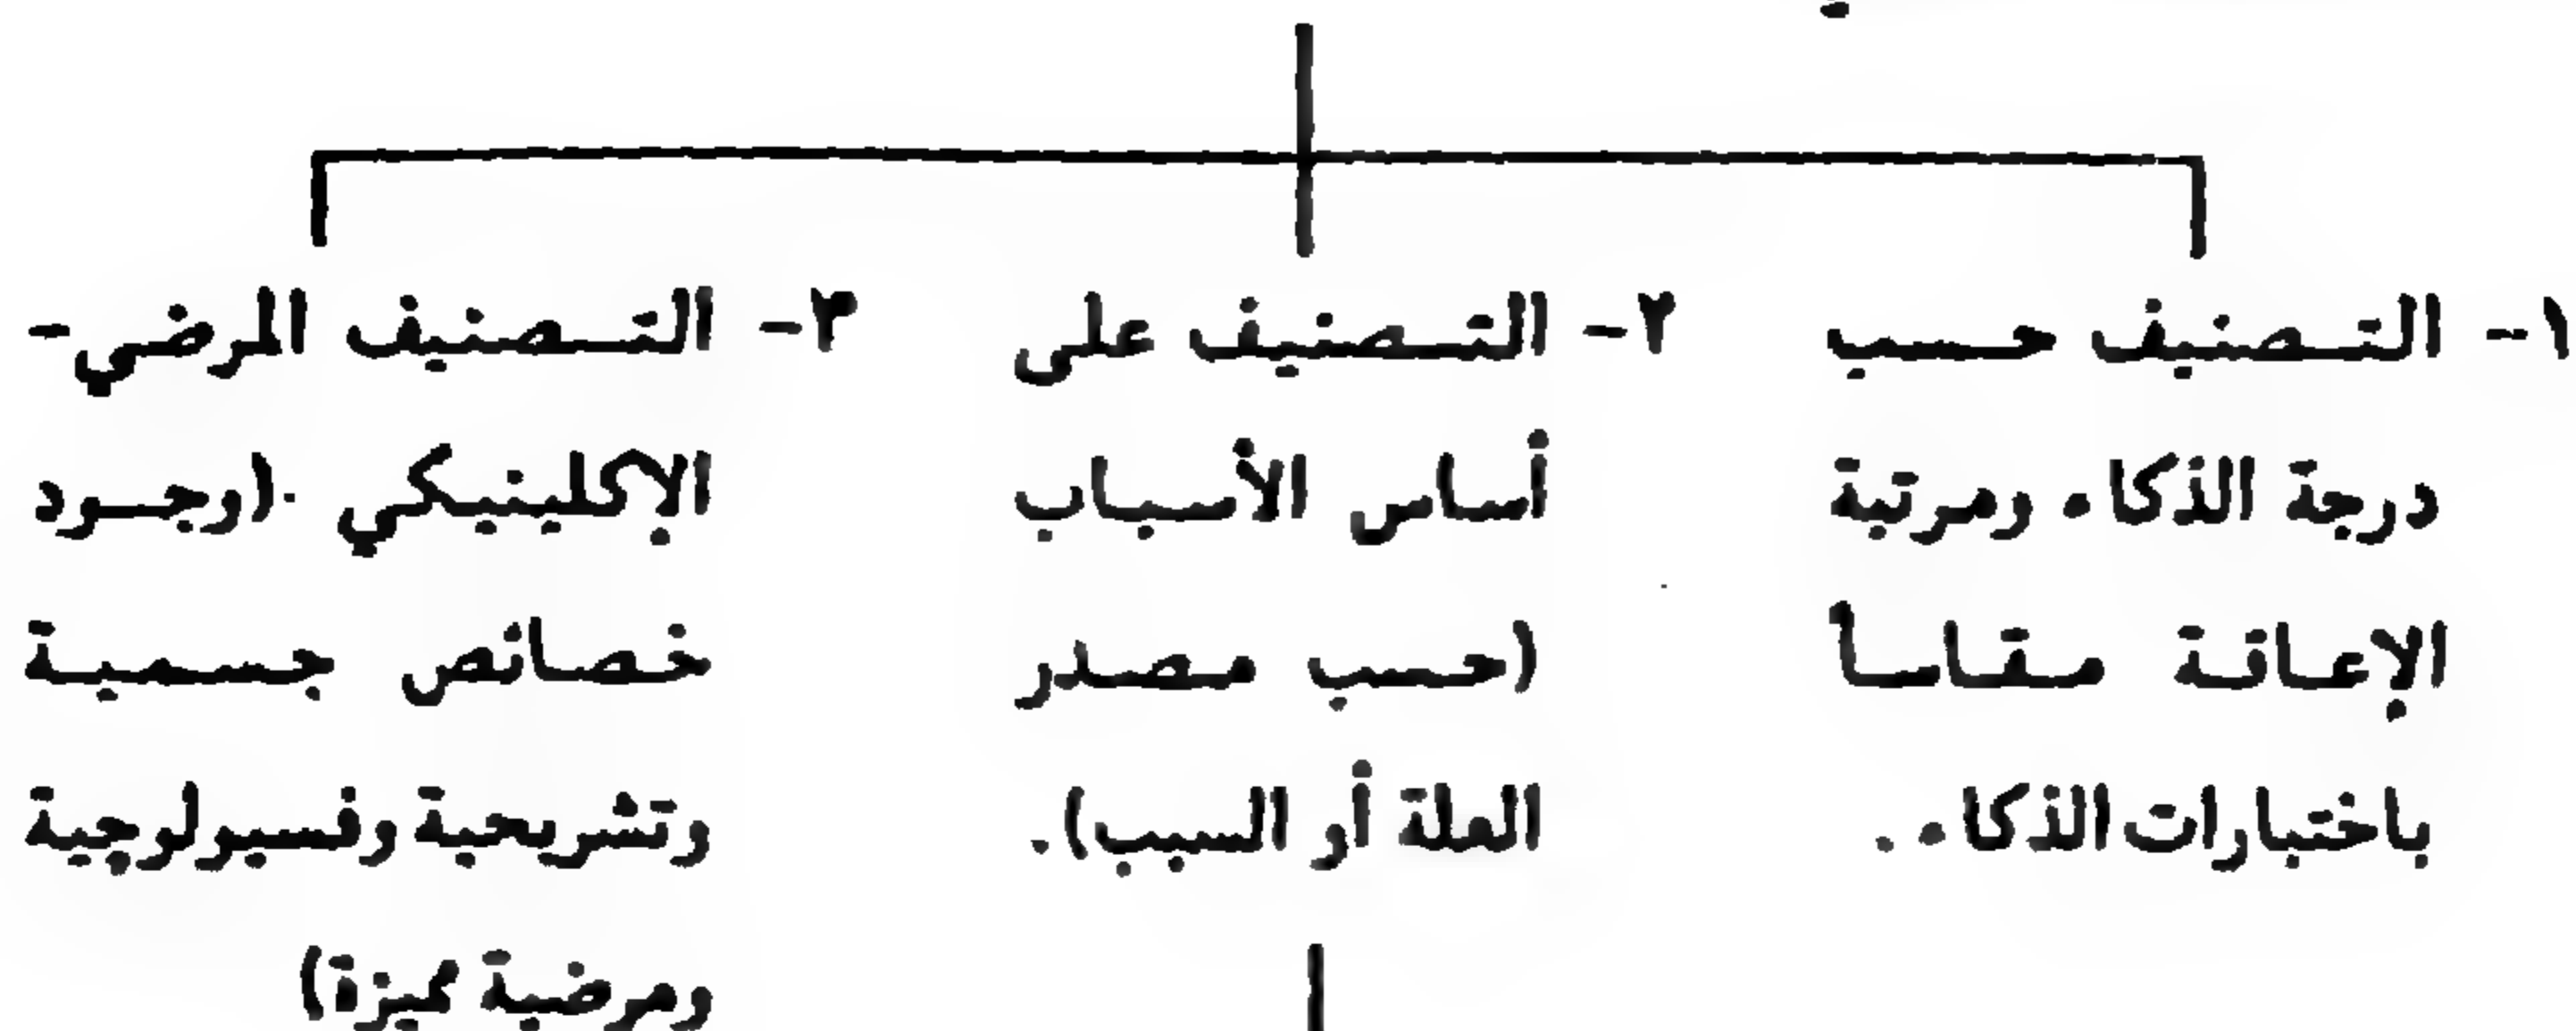 ١- التصنيف حسب
درجة الذكاء ومرتبة
الإعاقة مقاساً
باختبارات الذكاء.
٢- التصنيف على
أساس الأسباب
(حسب مصدر
العلة أو السبب).
٣- التصنيف المرضي-
الإكلينيكي .(وجود
خصائص جسمية
وتشريحية وفسيولوجية
ومرضية مميزة)